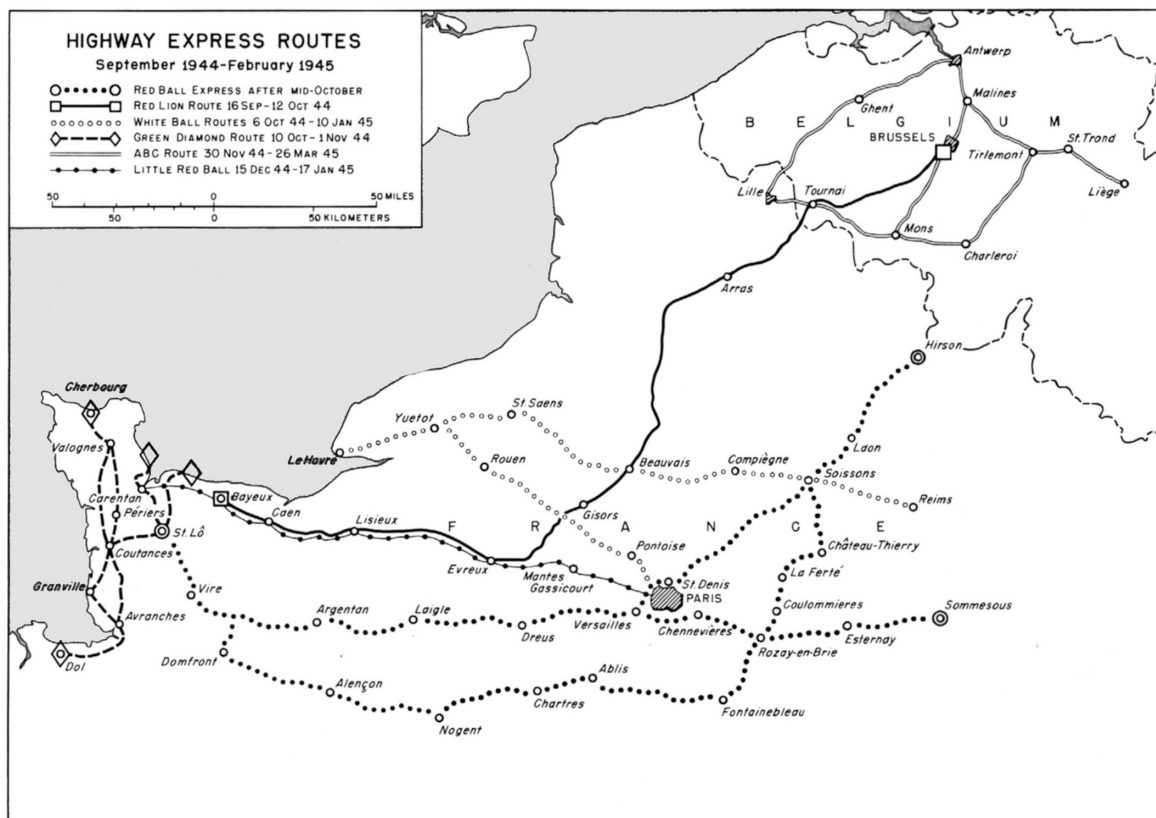 HIGHWAY EXPRESS ROUTES
September 1944-February 1945
RED BALL EXPRESS AFTER MID-OCTOBER
RED LION ROUTE 16 SEP-12 OCT 44
WHITE BALL ROUTES 6 OCT 44-10 JAN 45
GREEN DIAMOND ROUTE 10 OCT-1 NOV 44
ABC ROUTE 30 NOV 44-26 MAR 45
LITTLE RED BALL 15 DEC 44-17 JAN 45
50 0 50 MILES
50 0 50 KILOMETERS
Antwerp
Ghent
Malines
BELGIUM
BRUSSELS
St. Trond
Tirlemont
Lille
Tournai
Liège
Mons
Charleroi
Arras
Hirson
Cherbourg
St. Saens
Yuetot
Laon
Valognes
Le Havre
Rouen
Beauvais
Compiègne
Soissons
Reims
Carentan
Bayeux
Périers
Caen
Lisieux
Gisors
FRANCE
St. Lô
Coutances
Pontoise
Château-Thierry
Evreux
Mantes
Gassicourt
St. Denis
La Ferté
Granville
Vire
PARIS
Avranches
Argentan
Laigle
Coulommieres
Sommesous
Dreus
Versailles
Chennevières
Esternay
Rozay-en-Brie
Dol
Domfront
Ablis
Alençon
Chartres
Fontainebleau
Nogent